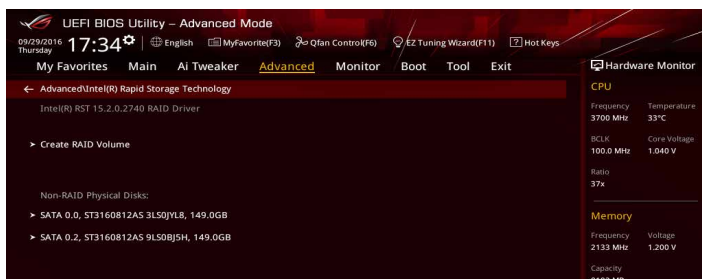 UEFI BIOS Utility – Advanced Mode
09/29/2016 Thursday 17:34 English MyFavorite(F3) Qfan Control(F6) EZ Tuning Wizard(F11) ? Hot Keys
My Favorites Main Ai Tweaker Advanced Monitor Boot Tool Exit
← Advanced\Intel(R) Rapid Storage Technology
Intel(R) RST 15.2.0.2740 RAID Driver
> Create RAID Volume
Non-RAID Physical Disks:
> SATA 0.0, ST3160812AS 3LS0JYL8, 149.0GB
> SATA 0.2, ST3160812AS 9LS0BJ5H, 149.0GB
Hardware Monitor
CPU
Frequency Temperature
3700 MHz 33°C
BCLK Core Voltage
100.0 MHz 1.040 V
Ratio
37x
Memory
Frequency Voltage
2133 MHz 1.200 V
Capacity